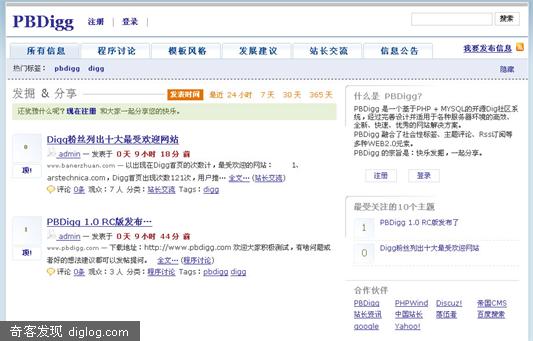 PBDigg 注册 | 登录 | 搜索
所有信息 程序讨论 模板风格 发展建议 站长交流 信息公告 我要发布信息
热门标签: pbdigg digg 隐藏
发掘 & 分享 发表时间 最近 24 小时 7 天 30 天 365 天
还犹豫什么呢? 现在注册 和大家一起分享您的快乐。
0
顶!
Digg粉丝列出十大最受欢迎网站
admin — 发表于 0 天 9 小时 18 分 前
www.banerzhuan.com — 以出现在Digg首页的次数计,最受欢迎的网站: 1、
arstechnica.com,Digg首页出现次数121次,用户推… 全文… (站长交流)
评论 0条 观众:7 人 分类:站长交流 Tags: digg
0
顶!
PBDigg 1.0 RC版发布…
admin — 发表于 0 天 9 小时 44 分 前
www.pbdigg.com — 下载地址:http://www.pbdigg.com 欢迎大家积极测试,有啥问题或
者好的想法建议都可以发帖提问。 全文… (程序讨论)
评论 0条 观众:3 人 分类:程序讨论 Tags: pbdigg digg
什么是 PBDigg?
PBDigg 是一个基于PHP + MYSQL的开源Dig社区系
统,经过完善设计并适用于各种服务器环境的高效、
全新、快速、优秀的网站解决方案。
PBDigg 融合了社会性标签、主题评论、Rss订阅等
多种WEB2.0元素。
PBDigg 的宗旨是:快乐发掘,一起分享。
注册 登录
最受关注的10个主题
1 PBDigg 1.0 RC版发布了
0 Digg粉丝列出十大最受欢迎网站
合作伙伴
PBDigg PHPWind Discuz! 帝国CMS
站长资讯 中国站长 落伍者 百度搜索
google Yahoo!
奇客发现 diglog.com